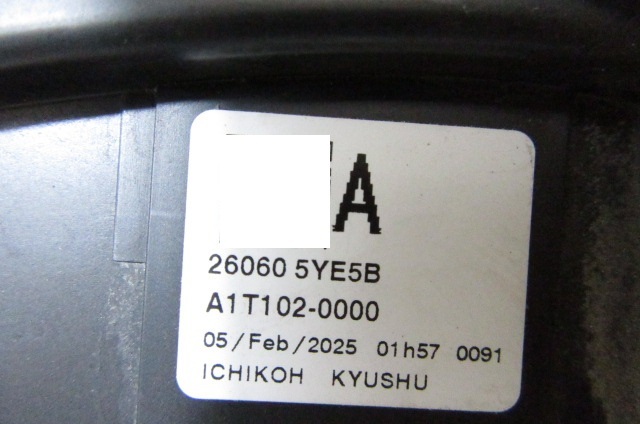 A
26060 5YE5B
A1T102-0000
05/Feb/2025 01h57 0091
ICHIKOH KYUSHU